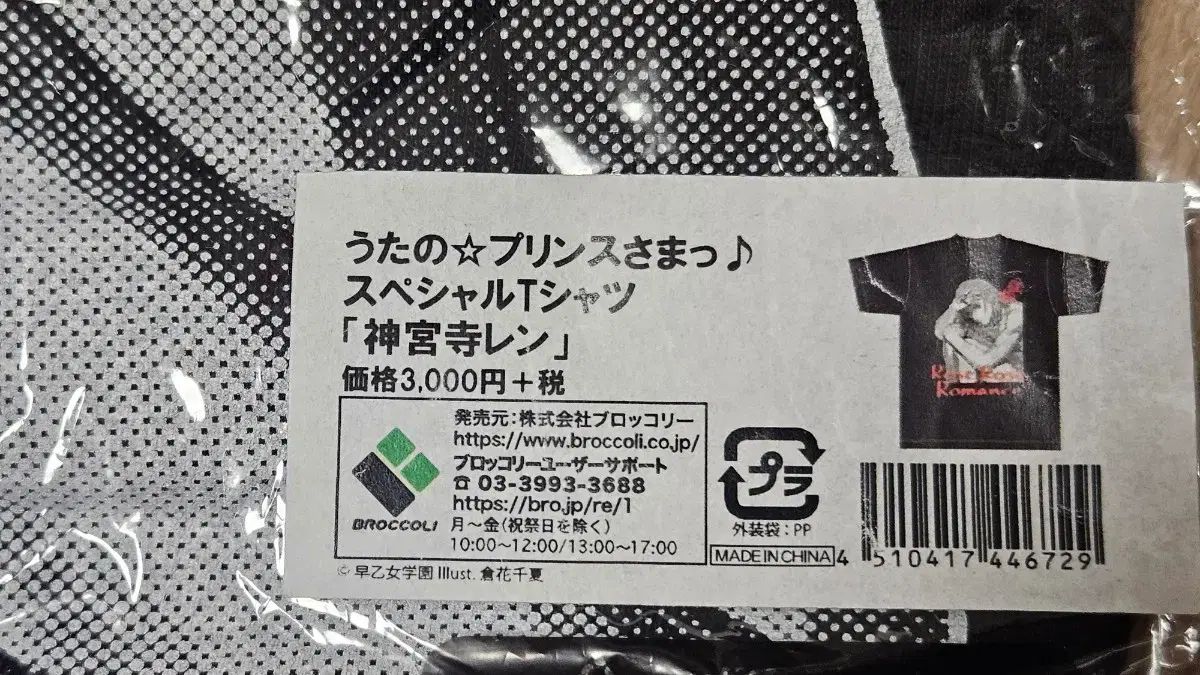 うたの☆プリンスさまっ♪
スペシャルTシャツ
「神宮寺レン」
価格3,000円+税
発売元:株式会社ブロッコリー
https://www.broccoli.co.jp/
ブロッコリーユーザーサポート
☎ 03-3993-3688
https://bro.jp/re/1
月~金(祝祭日を除く)
10:00~12:00/13:00~17:00
BROCCOLI
© 早乙女学園 Illust. 倉花千夏
プラ
外装袋:PP
MADE IN CHINA
Rose Romance
4 510417 446729